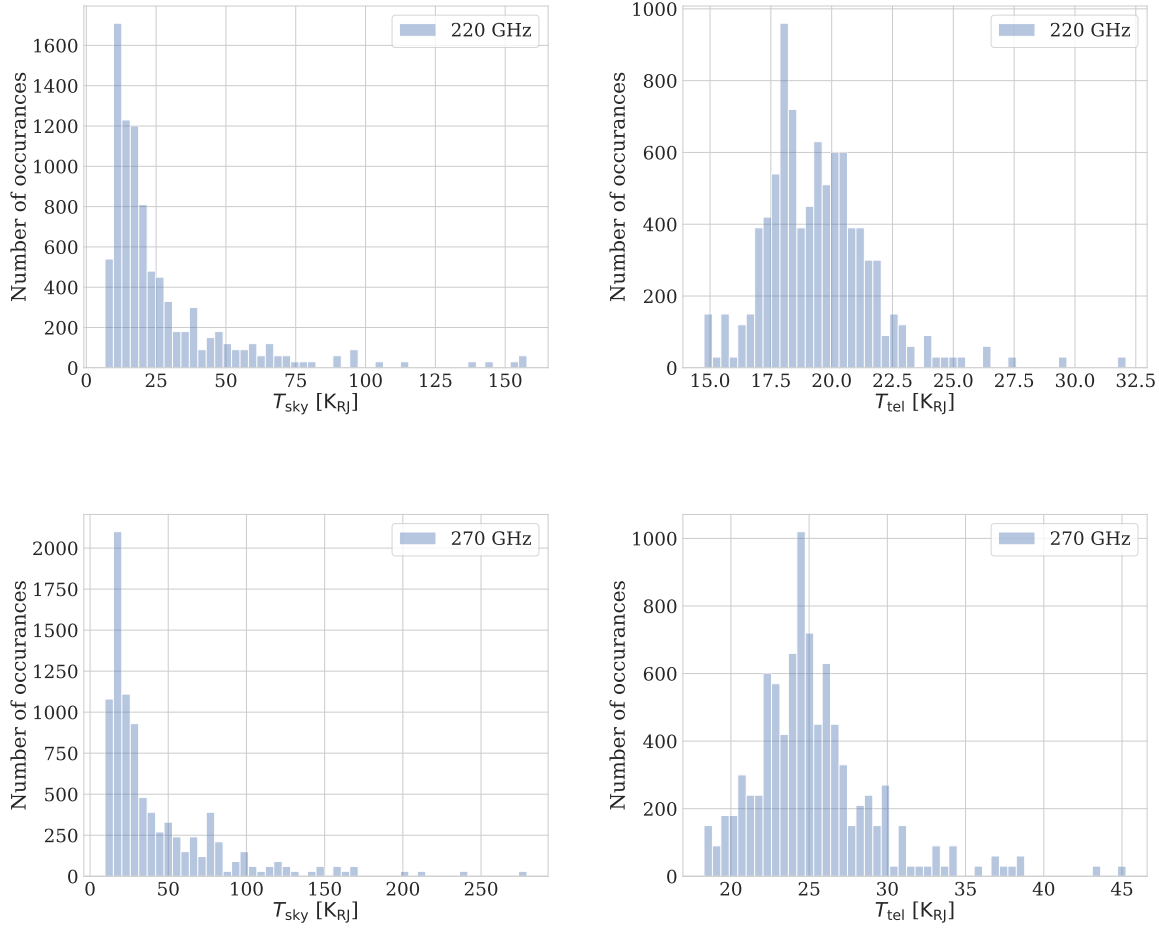 220 GHz
1600
1400
1200
1000
800
600
400
200
0
Number of occurances
0 25 50 75 100 125 150
T_sky [K_RJ]
220 GHz
1000
800
600
400
200
0
Number of occurances
15.0 17.5 20.0 22.5 25.0 27.5 30.0 32.5
T_tel [K_RJ]
270 GHz
2000
1750
1500
1250
1000
750
500
250
0
Number of occurances
0 50 100 150 200 250
T_sky [K_RJ]
270 GHz
1000
800
600
400
200
0
Number of occurances
20 25 30 35 40 45
T_tel [K_RJ]